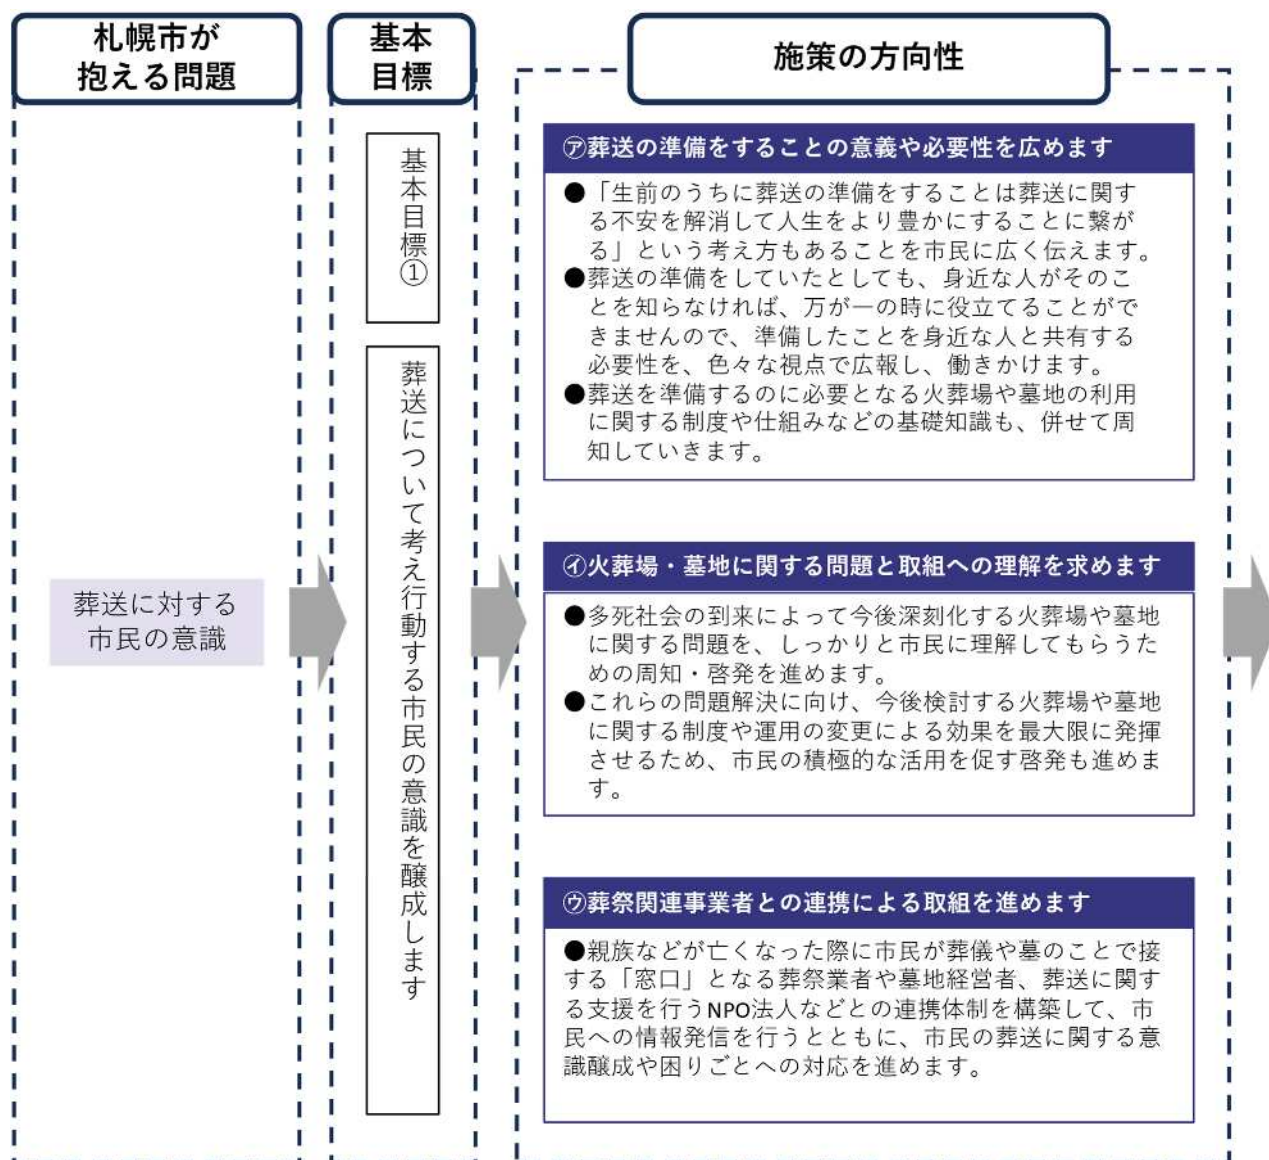 札幌市が
抱える問題
基本
目標
施策の方向性
葬送に対する
市民の意識
基本目標①
葬送について考え行動する市民の意識を醸成します
㋐葬送の準備をすることの意義や必要性を広めます
●「生前のうちに葬送の準備をすることは葬送に関す
る不安を解消して人生をより豊かにすることに繋が
る」という考え方もあることを市民に広く伝えます。
●葬送の準備をしていたとしても、身近な人がそのこ
とを知らなければ、万が一の時に役立てることがで
きませんので、準備したことを身近な人と共有する
必要性を、色々な視点で広報し、働きかけます。
●葬送を準備するのに必要となる火葬場や墓地の利用
に関する制度や仕組みなどの基礎知識も、併せて周
知していきます。
㋑火葬場・墓地に関する問題と取組への理解を求めます
●多死社会の到来によって今後深刻化する火葬場や墓地
に関する問題を、しっかりと市民に理解してもらうた
めの周知・啓発を進めます。
●これらの問題解決に向け、今後検討する火葬場や墓地
に関する制度や運用の変更による効果を最大限に発揮
させるため、市民の積極的な活用を促す啓発も進めま
す。
㋒葬祭関連事業者との連携による取組を進めます
●親族などが亡くなった際に市民が葬儀や墓のことで接
する「窓口」となる葬祭業者や墓地経営者、葬送に関す
る支援を行うNPO法人などとの連携体制を構築して、市
民への情報発信を行うとともに、市民の葬送に関する意
識醸成や困りごとへの対応を進めます。